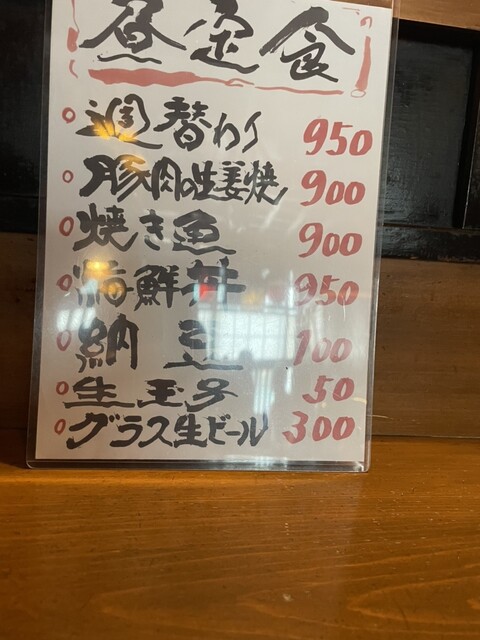 昼定食
週替わり 950
豚肉の生姜焼 900
焼き魚 900
海鮮丼 950
納豆 100
生玉子 50
グラス生ビール 300